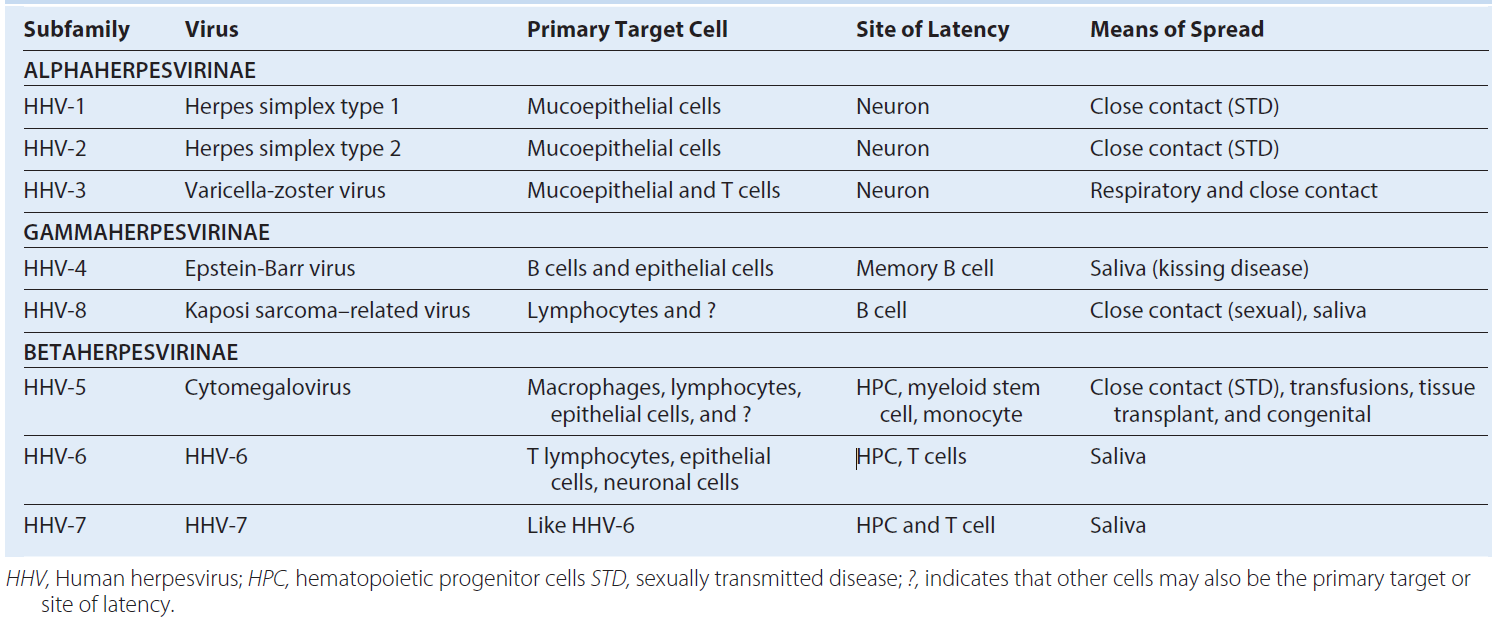 Subfamily Virus Primary Target Cell Site of Latency Means of Spread
ALPHAHERPESVIRINAE
HHV-1 Herpes simplex type 1 Mucoepithelial cells Neuron Close contact (STD)
HHV-2 Herpes simplex type 2 Mucoepithelial cells Neuron Close contact (STD)
HHV-3 Varicella-zoster virus Mucoepithelial and T cells Neuron Respiratory and close contact
GAMMAHERPESVIRINAE
HHV-4 Epstein-Barr virus B cells and epithelial cells Memory B cell Saliva (kissing disease)
HHV-8 Kaposi sarcoma–related virus Lymphocytes and ? B cell Close contact (sexual), saliva
BETAHERPESVIRINAE
HHV-5 Cytomegalovirus Macrophages, lymphocytes, HPC, myeloid stem Close contact (STD), transfusions, tissue
epithelial cells, and ? cell, monocyte transplant, and congenital
HHV-6 HHV-6 T lymphocytes, epithelial HPC, T cells Saliva
cells, neuronal cells
HHV-7 HHV-7 Like HHV-6 HPC and T cell Saliva
HHV, Human herpesvirus; HPC, hematopoietic progenitor cells STD, sexually transmitted disease; ?, indicates that other cells may also be the primary target or
site of latency.